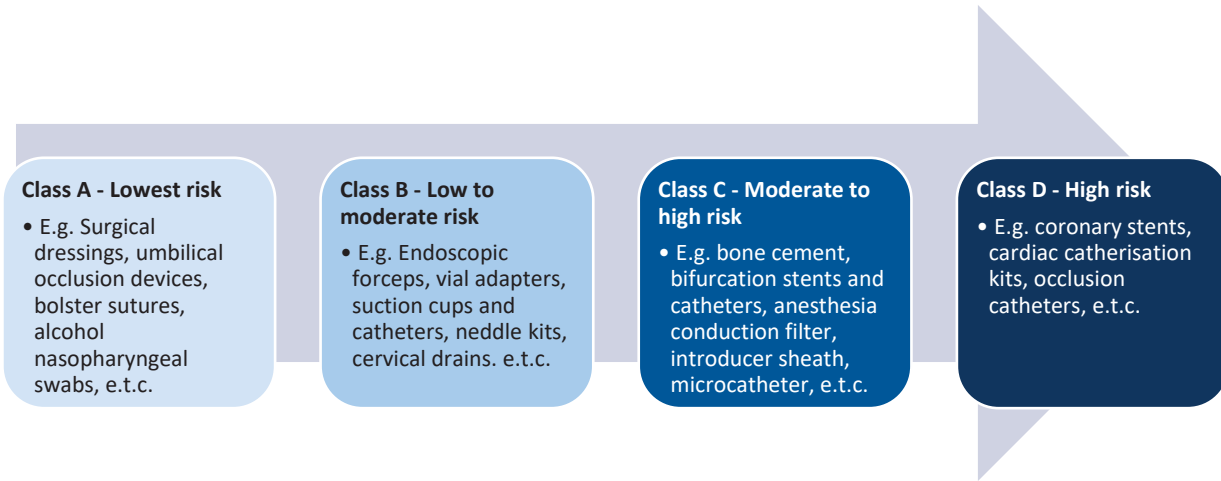 Class A - Lowest risk
• E.g. Surgical
dressings, umbilical
occlusion devices,
bolster sutures,
alcohol
nasopharyngeal
swabs, e.t.c.
Class B - Low to
moderate risk
• E.g. Endoscopic
forceps, vial adapters,
suction cups and
catheters, neddle kits,
cervical drains. e.t.c.
Class C - Moderate to
high risk
• E.g. bone cement,
bifurcation stents and
catheters, anesthesia
conduction filter,
introducer sheath,
microcatheter, e.t.c.
Class D - High risk
• E.g. coronary stents,
cardiac catherisation
kits, occlusion
catheters, e.t.c.